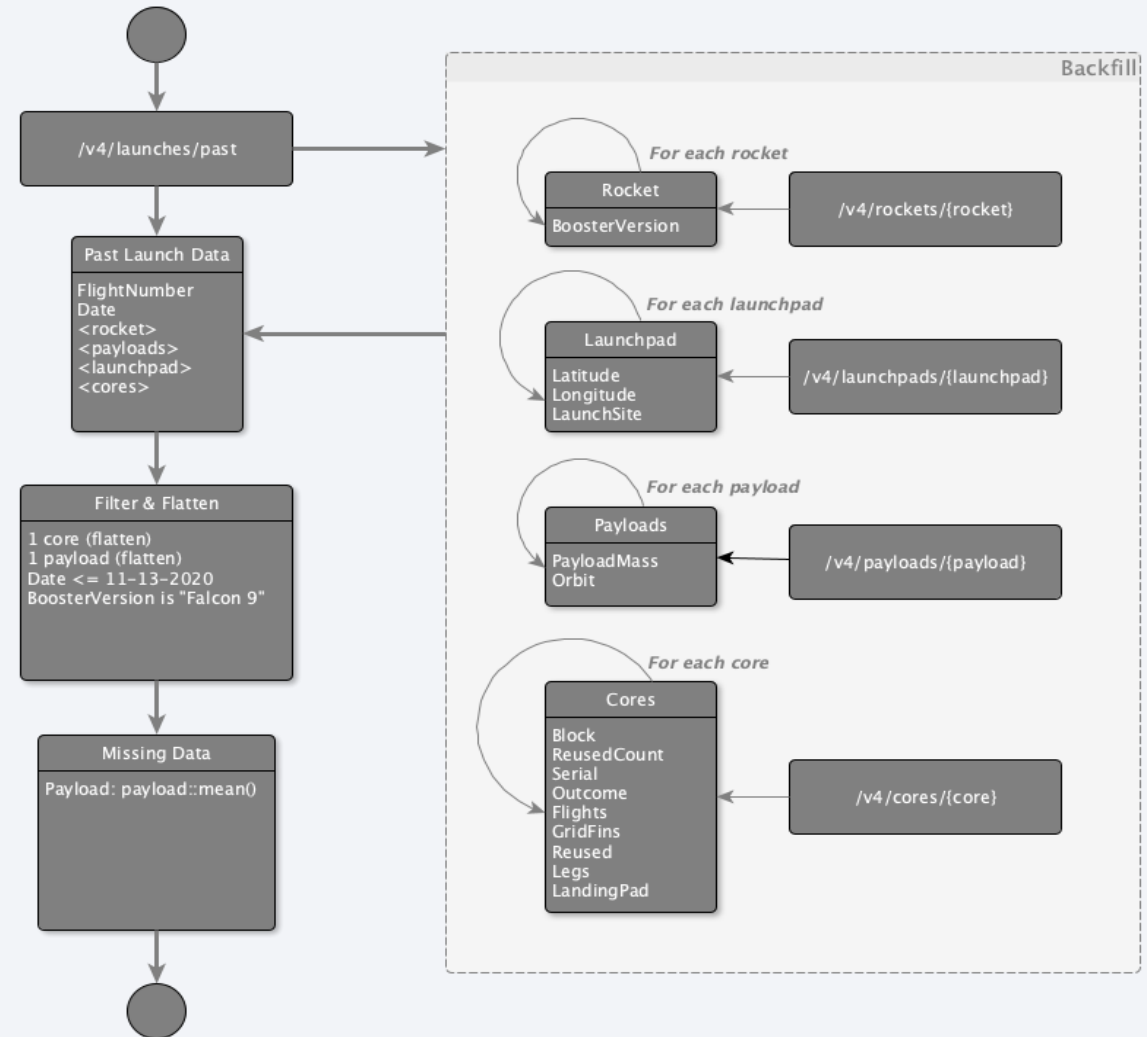 /v4/launches/past
Past Launch Data
FlightNumber
Date
<rocket>
<payloads>
<launchpad>
<cores>
Filter & Flatten
1 core (flatten)
1 payload (flatten)
Date <= 11-13-2020
BoosterVersion is "Falcon 9"
Missing Data
Payload: payload::mean()
Backfill
For each rocket
Rocket
BoosterVersion
/v4/rockets/{rocket}
For each launchpad
Launchpad
Latitude
Longitude
LaunchSite
/v4/launchpads/{launchpad}
For each payload
Payloads
PayloadMass
Orbit
/v4/payloads/{payload}
For each core
Cores
Block
ReusedCount
Serial
Outcome
Flights
GridFins
Reused
Legs
LandingPad
/v4/cores/{core}